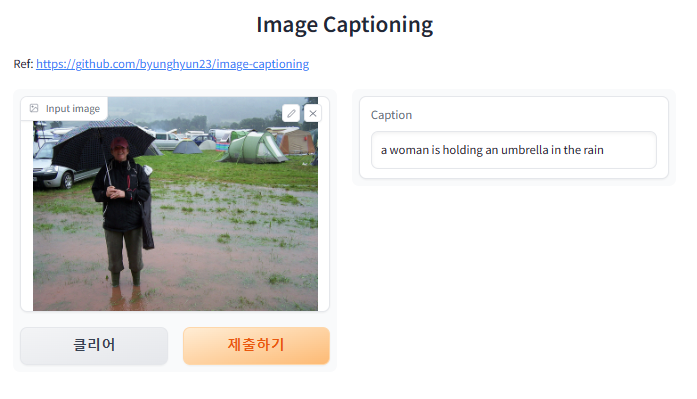 Image Captioning
Ref: https://github.com/byunghyun23/image-captioning
Input image
Caption
a woman is holding an umbrella in the rain
클리어
제출하기